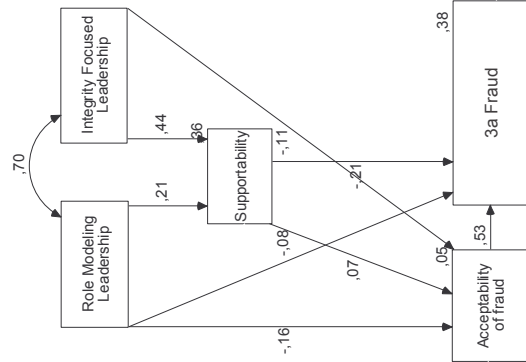 ,70
Role Modeling
Leadership
Integrity Focused
Leadership
,21
,44
,36
Supportability
-,16
-,08
,07
-,11
-,21
,05
,53
Acceptability
of fraud
,38
3a Fraud